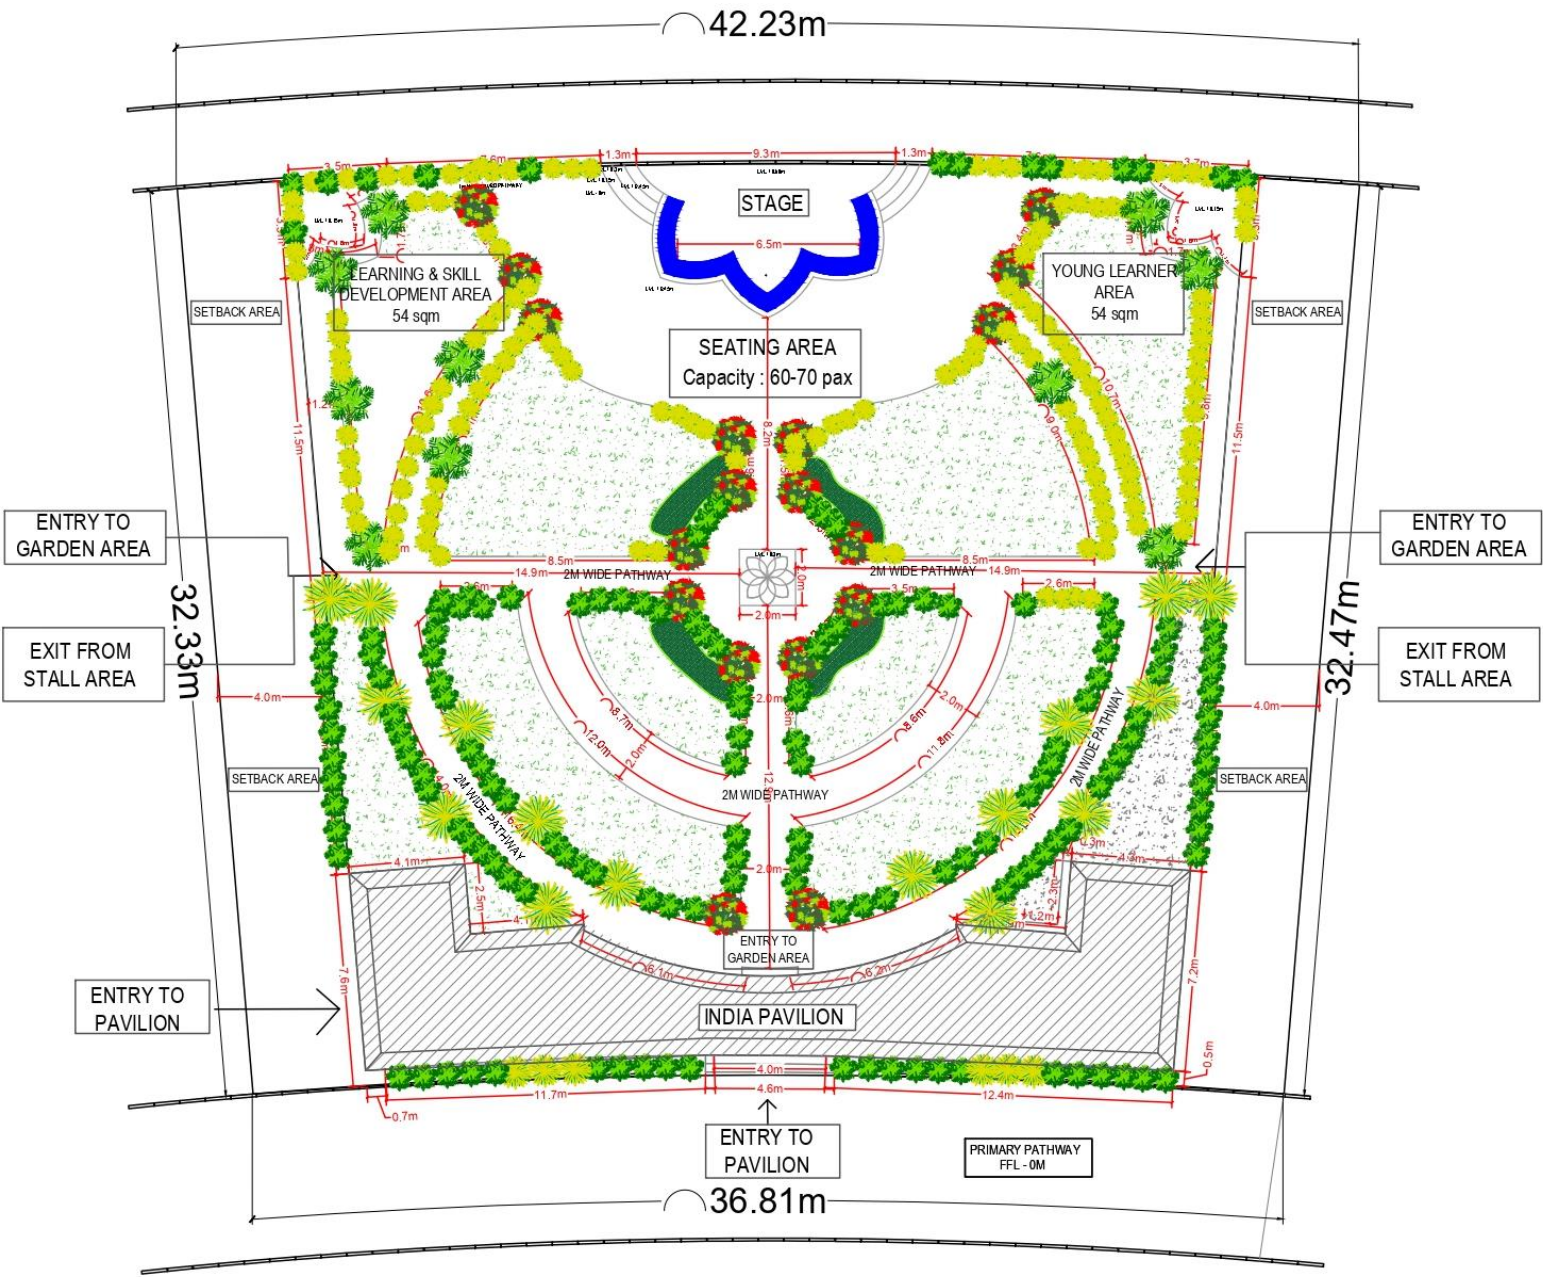 42.23m
3.5m
1.3m
9.3m
1.3m
3.7m
STAGE
6.5m
LEARNING & SKILL
DEVELOPMENT AREA
54 sqm
YOUNG LEARNER
AREA
54 sqm
SETBACK AREA
SETBACK AREA
SEATING AREA
Capacity : 60-70 pax
8.2m
10.7m
9.0m
11.5m
11.5m
ENTRY TO
GARDEN AREA
ENTRY TO
GARDEN AREA
8.5m
8.5m
14.9m
2M WIDE PATHWAY
2M WIDE PATHWAY
14.9m
2.0m
2.0m
3.5m
2.6m
32.33m
32.47m
EXIT FROM
STALL AREA
EXIT FROM
STALL AREA
4.0m
2.0m
2.0m
4.0m
8.7m
8.6m
12.0m
2.0m
11.8m
SETBACK AREA
SETBACK AREA
2M WIDE PATHWAY
2M WIDE PATHWAY
2M WIDE PATHWAY
4.1m
2.0m
2.5m
2.3m
1.2m
ENTRY TO
GARDEN AREA
6.1m
6.2m
7.6m
7.2m
ENTRY TO
PAVILION
INDIA PAVILION
0.5m
4.0m
11.7m
4.6m
12.4m
0.7m
ENTRY TO
PAVILION
PRIMARY PATHWAY
FFL - 0M
36.81m